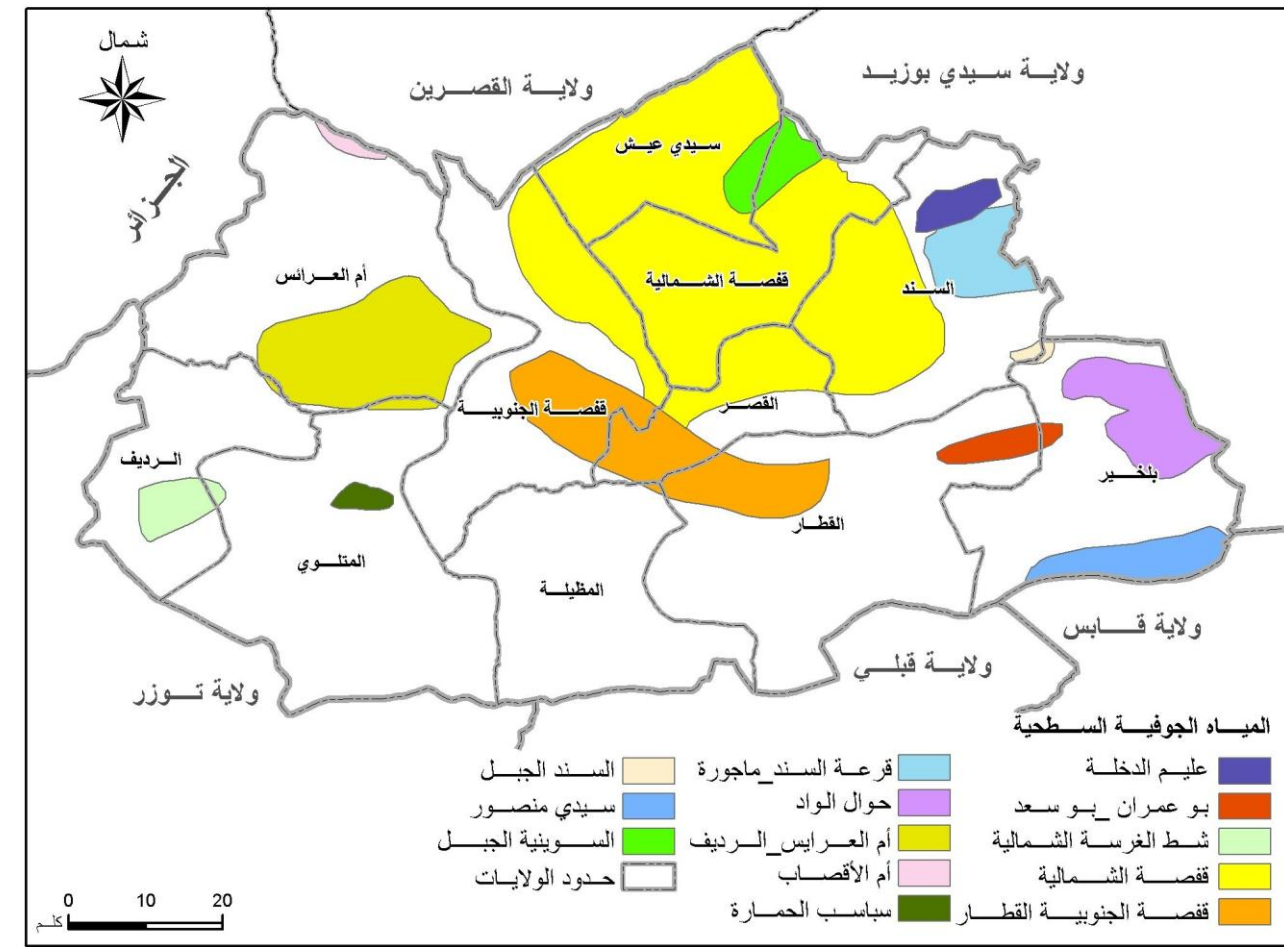 شمال
ولاية سيدي بوزيد
ولاية القصرين
الجزائر
سيدي عيش
أم العرائس
قفصة الشمالية
السند
القصر
قفصة الجنوبية
الرديف
بلخير
القطار
المتلوي
المظيلة
ولاية قابس
ولاية قبلي
ولاية توزر
المياه الجوفية السطحية
عليم الدخلة
بو عمران _بو سعد
شط الغرسة الشمالية
قفصة الشمالية
قفصة الجنوبية القطار
قرعة السند_ماجورة
حوال الواد
أم العرايس_الرديف
أم الأقصاب
سباسب الحمارة
السند الجبل
سيدي منصور
السوينية الجبل
حدود الولايات
0 10 20
كلم